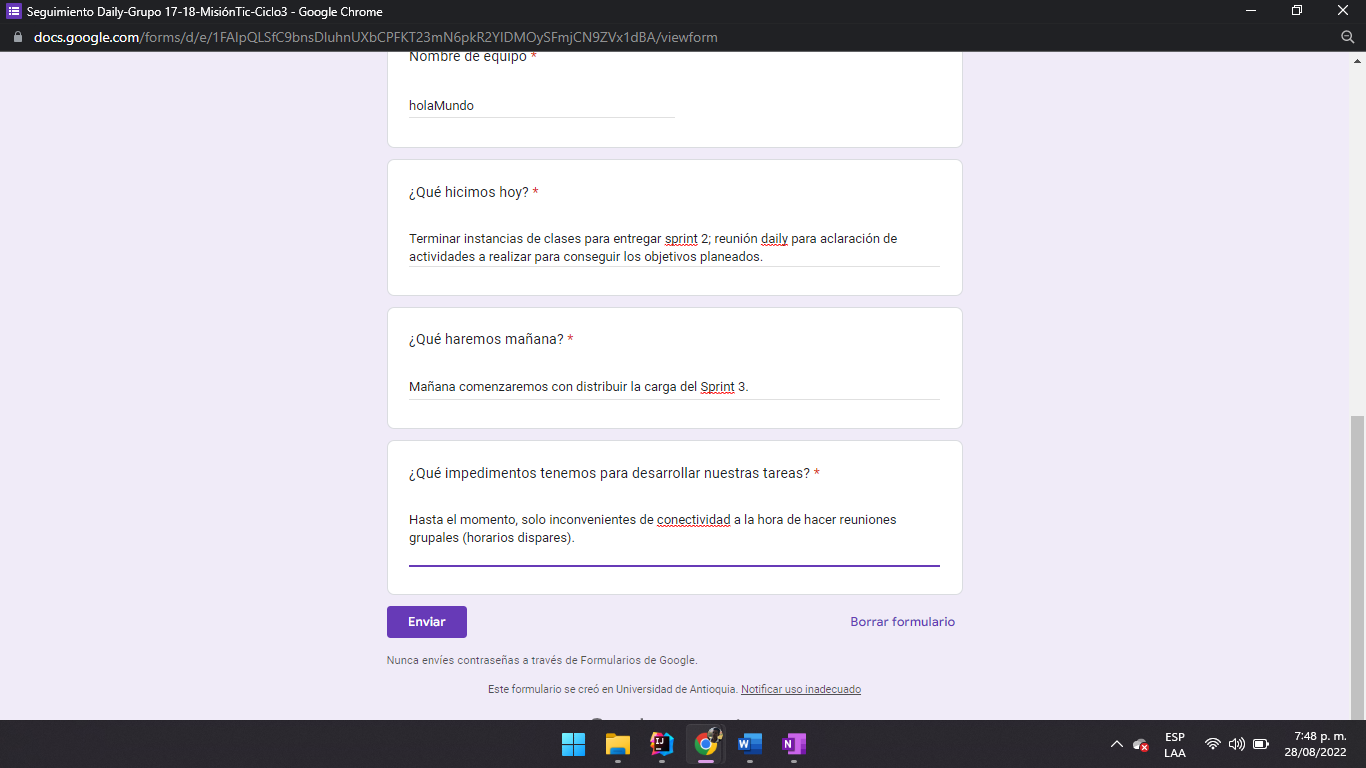 Seguimiento Daily-Grupo 17-18-MisiónTic-Ciclo3 - Google Chrome
docs.google.com/forms/d/e/1FAIpQLSfC9bnsDIuhnUXbCPFKT23mN6pkR2YIDMOySFmjCN9ZVx1dBA/viewform
Nombre de equipo *
holaMundo
¿Qué hicimos hoy? *
Terminar instancias de clases para entregar sprint 2; reunión daily para aclaración de
actividades a realizar para conseguir los objetivos planeados.
¿Qué haremos mañana? *
Mañana comenzaremos con distribuir la carga del Sprint 3.
¿Qué impedimentos tenemos para desarrollar nuestras tareas? *
Hasta el momento, solo inconvenientes de conectividad a la hora de hacer reuniones
grupales (horarios dispares).
Enviar
Borrar formulario
Nunca envíes contraseñas a través de Formularios de Google.
Este formulario se creó en Universidad de Antioquia. Notificar uso inadecuado
ESP
LAA
7:48 p. m.
28/08/2022